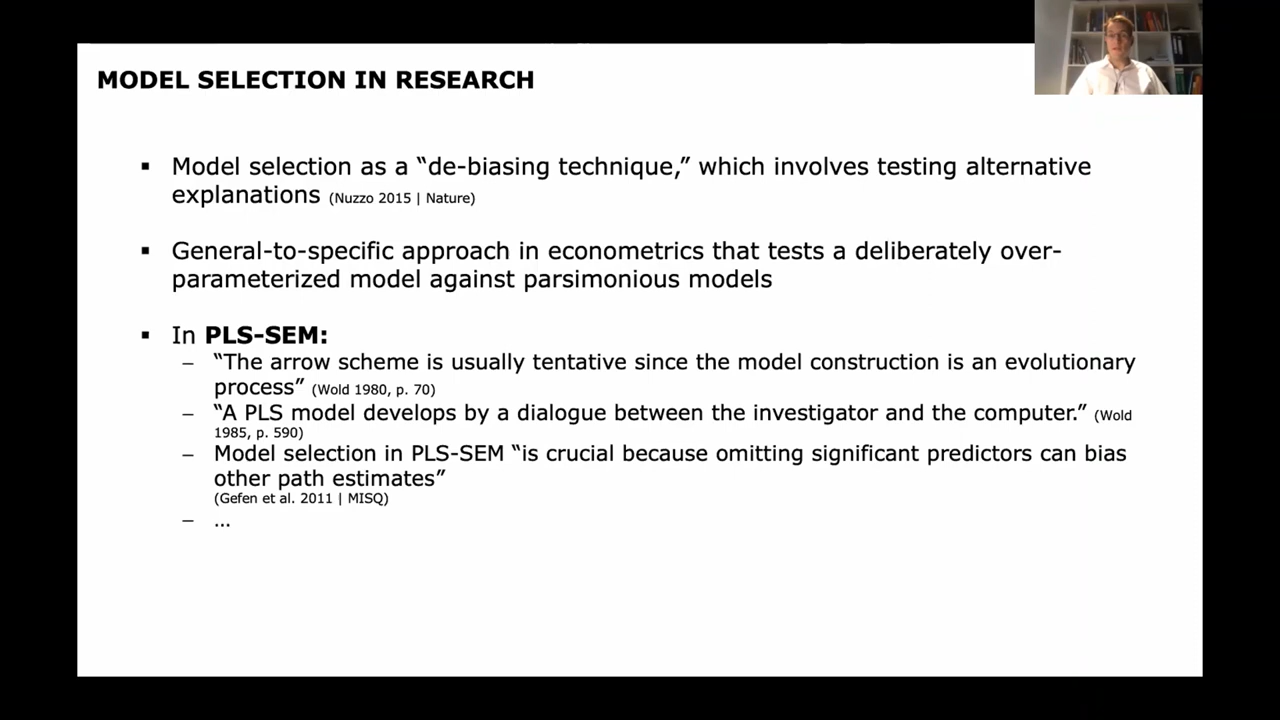 MODEL SELECTION IN RESEARCH
▪ Model selection as a “de-biasing technique,” which involves testing alternative
explanations (Nuzzo 2015 | Nature)
▪ General-to-specific approach in econometrics that tests a deliberately over-
parameterized model against parsimonious models
▪ In PLS-SEM:
– “The arrow scheme is usually tentative since the model construction is an evolutionary
process” (Wold 1980, p. 70)
– “A PLS model develops by a dialogue between the investigator and the computer.” (Wold
1985, p. 590)
– Model selection in PLS-SEM “is crucial because omitting significant predictors can bias
other path estimates”
(Gefen et al. 2011 | MISQ)
– …